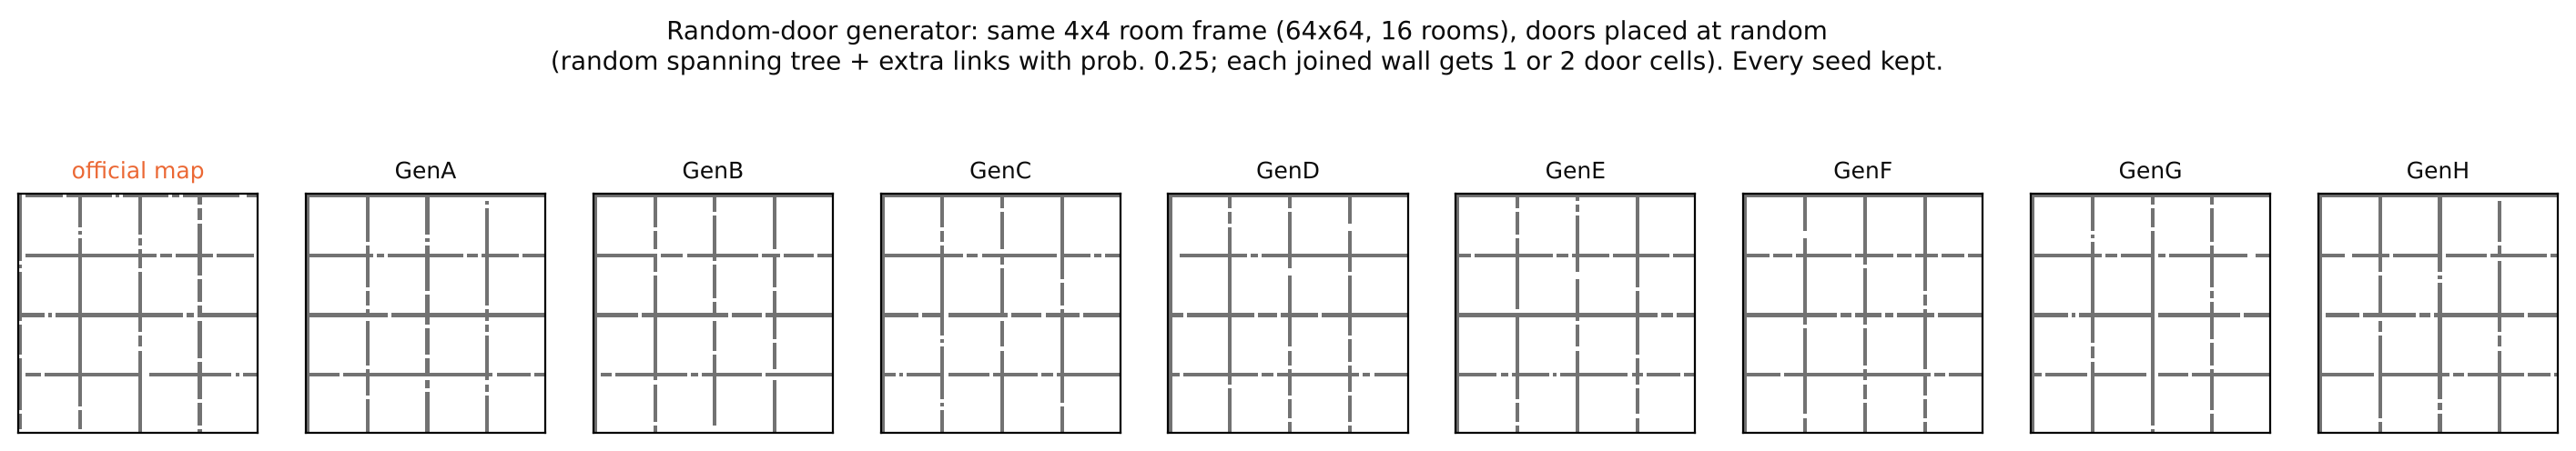 Random-door generator: same 4x4 room frame (64x64, 16 rooms), doors placed at random
(random spanning tree + extra links with prob. 0.25; each joined wall gets 1 or 2 door cells). Every seed kept.
official map
GenA
GenB
GenC
GenD
GenE
GenF
GenG
GenH